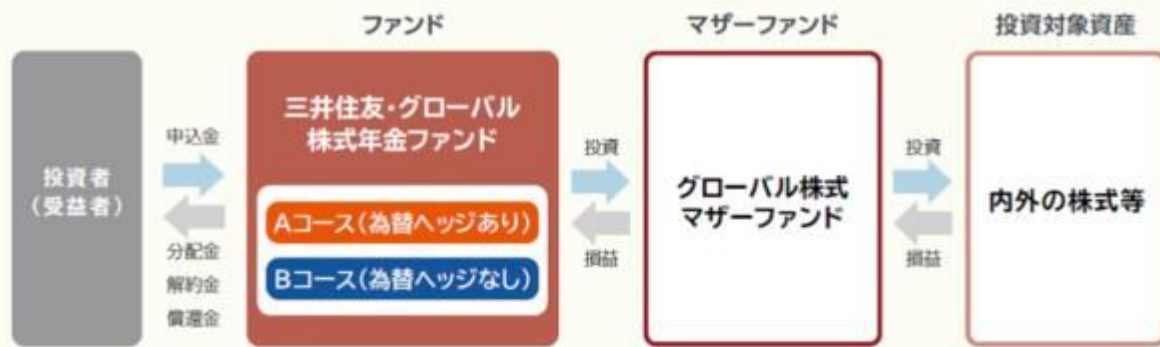 ファンド
マザーファンド
投資対象資産
投資者
(受益者)
申込金
分配金
解約金
償還金
三井住友・グローバル
株式年金ファンド
Aコース(為替ヘッジあり)
Bコース(為替ヘッジなし)
投資
損益
グローバル株式
マザーファンド
投資
損益
内外の株式等